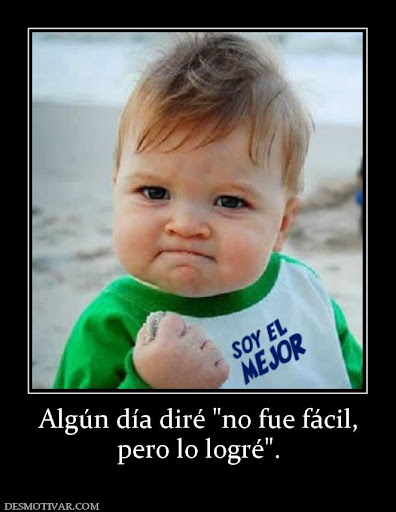 SOY EL
MEJOR
Algún día diré "no fue fácil,
pero lo logré".
DESMOTIVAR.COM